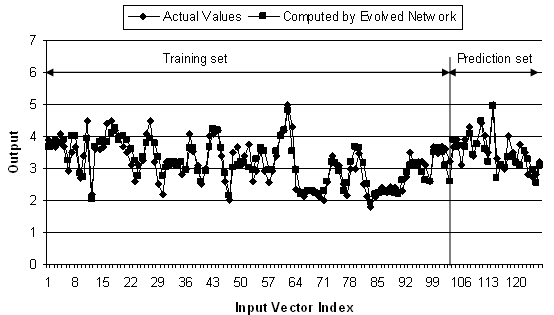 Actual Values Computed by Evolved Network
7
Training set Prediction set
6
5
4
3
2
1
0
Output
1 8 15 22 29 36 43 50 57 64 71 78 85 92 99 106 113 120
Input Vector Index